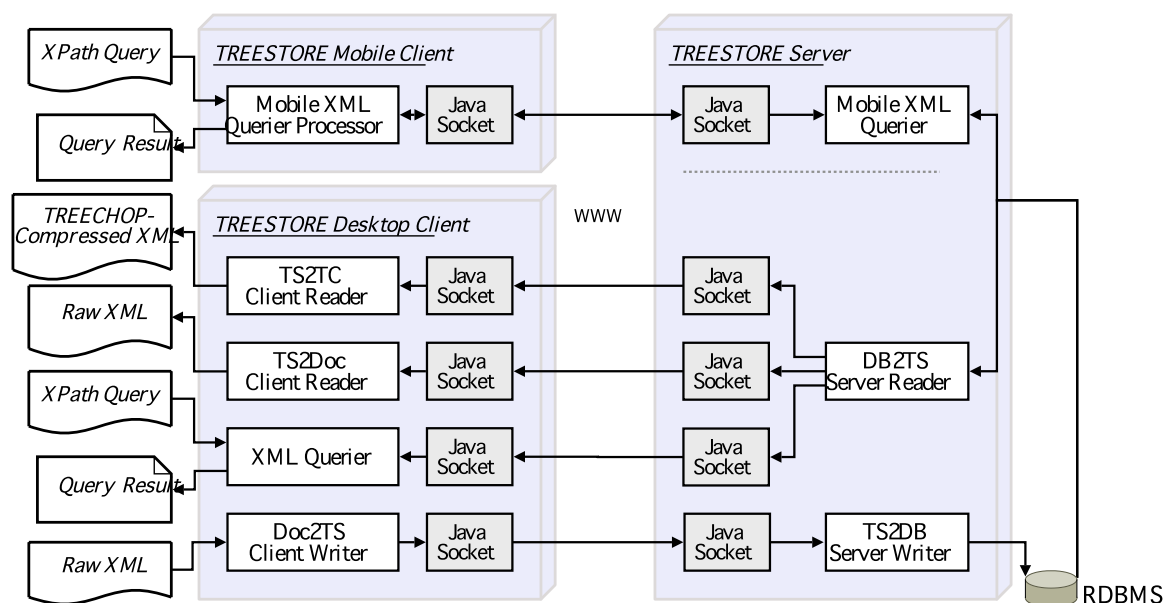 XPath Query
TREESTORE Mobile Client
TREESTORE Server
Mobile XML
Querier Processor
Java
Socket
Java
Socket
Mobile XML
Querier
Query Result
TREECHOP-
Compressed XML
WWW
TREESTORE Desktop Client
TS2TC
Client Reader
Java
Socket
Java
Socket
Raw XML
TS2Doc
Client Reader
Java
Socket
Java
Socket
DB2TS
Server Reader
XPath Query
XML Querier
Java
Socket
Java
Socket
Query Result
Doc2TS
Client Writer
Java
Socket
Java
Socket
TS2DB
Server Writer
Raw XML
RDBMS